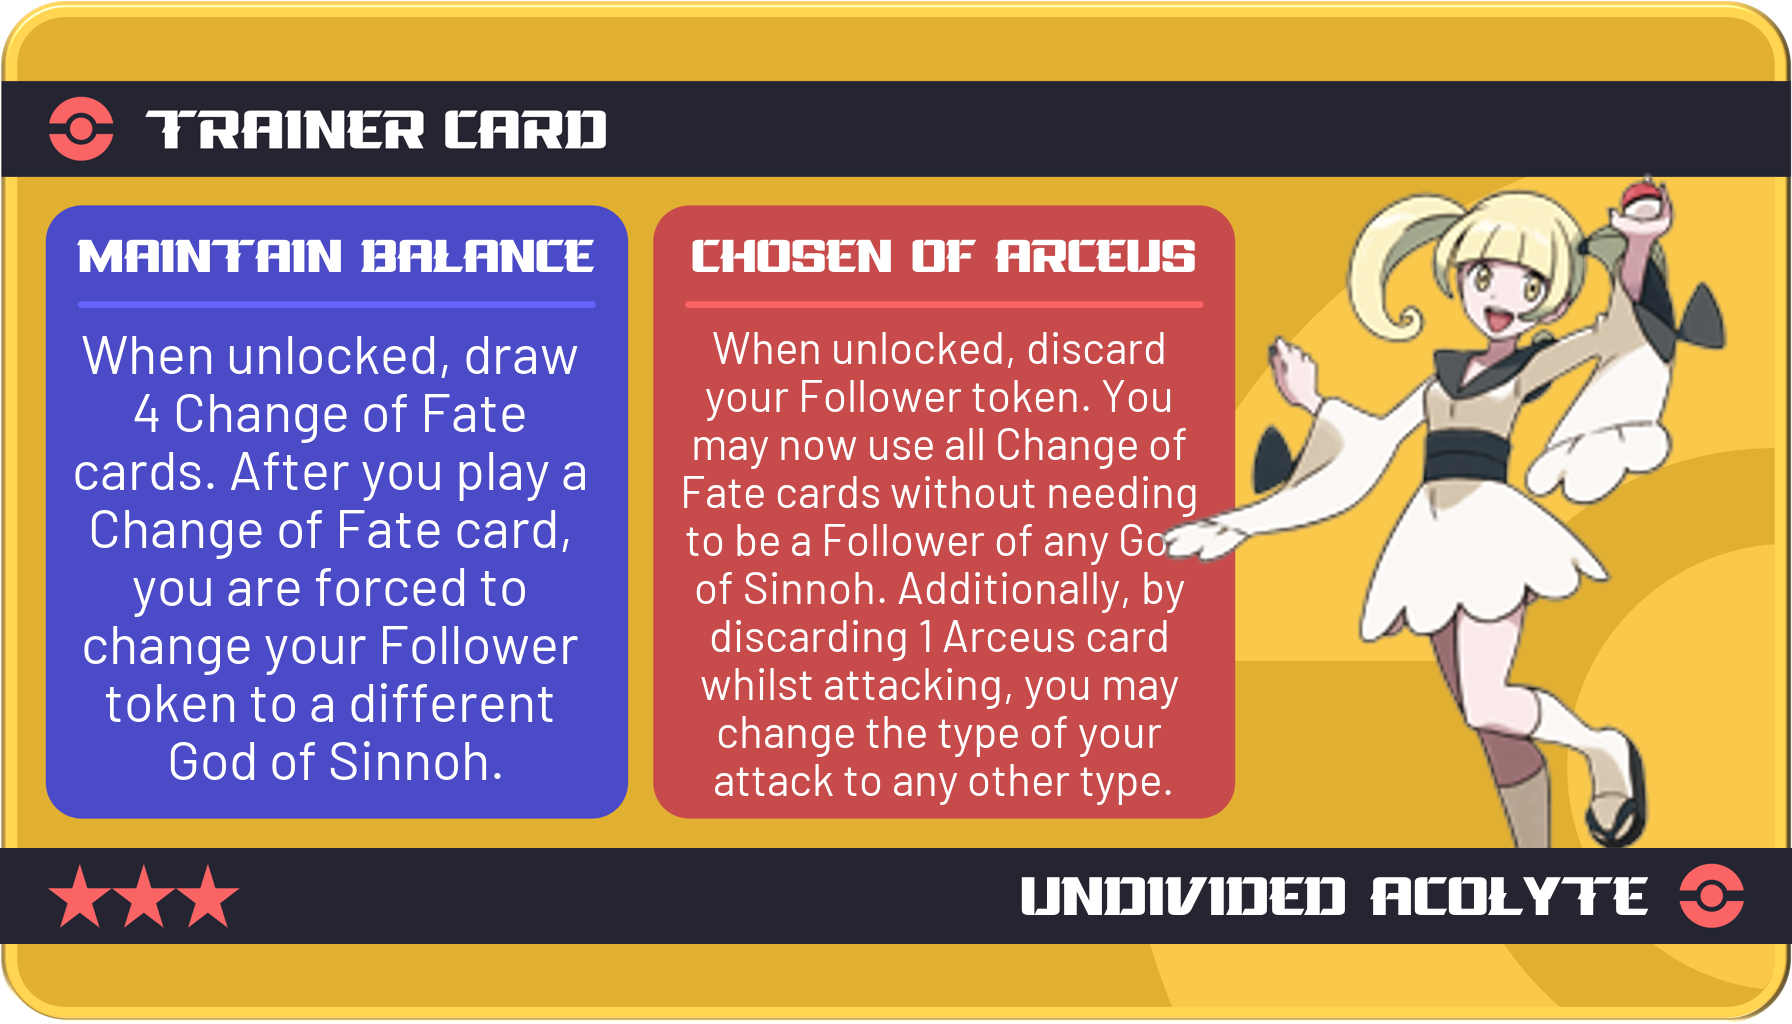 TRAINER CARD
MAINTAIN BALANCE
When unlocked, draw
4 Change of Fate
cards. After you play a
Change of Fate card,
you are forced to
change your Follower
token to a different
God of Sinnoh.
CHOSEN OF ARCEUS
When unlocked, discard
your Follower token. You
may now use all Change of
Fate cards without needing
to be a Follower of any
of Sinnoh. Additionally, by
discarding 1 Arceus card
whilst attacking, you may
change the type of your
attack to any other type.
UNDIVIDED ACOLYTE